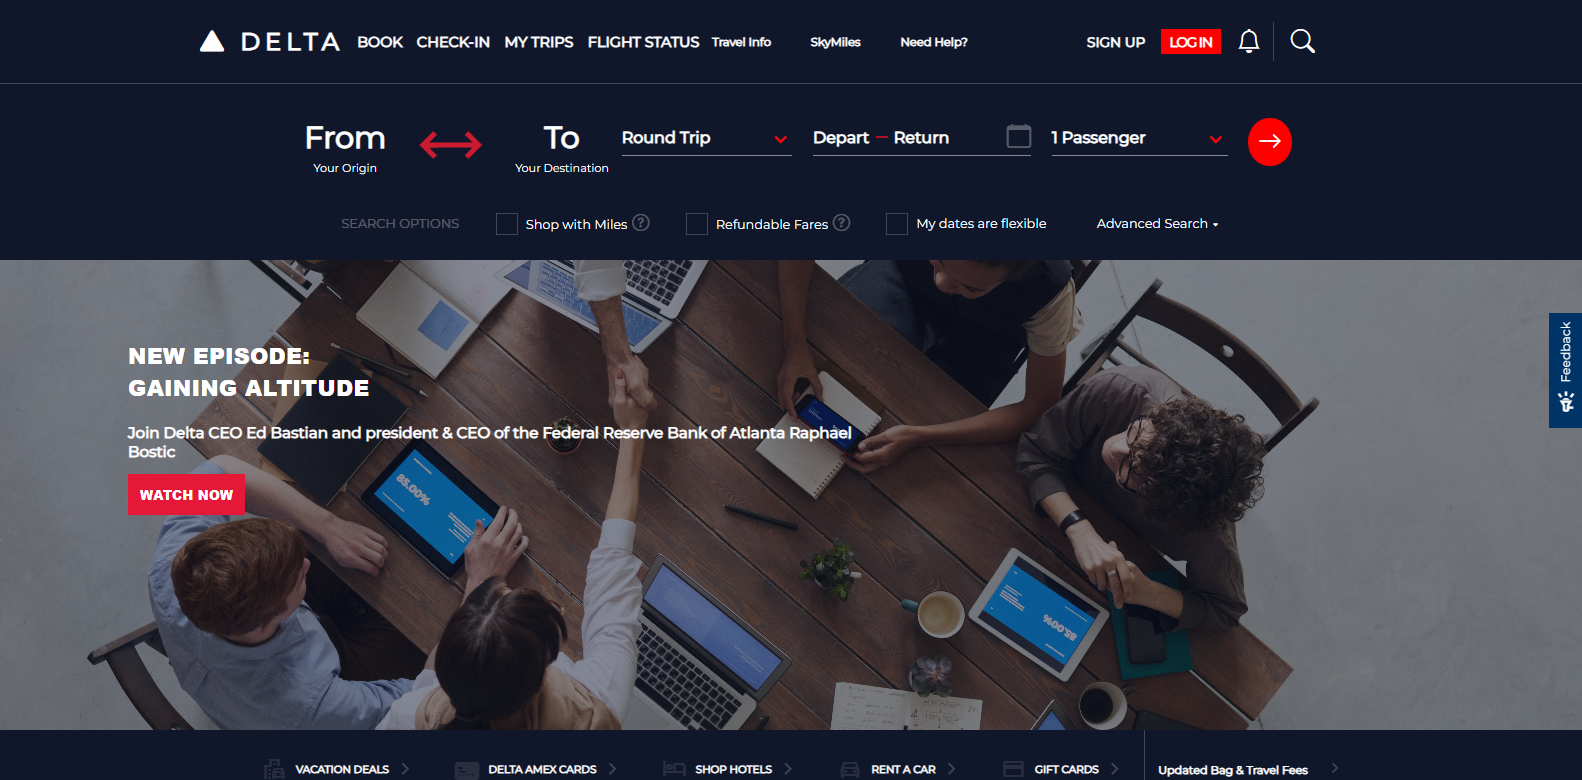 DELTA BOOK CHECK-IN MY TRIPS FLIGHT STATUS Travel Info SkyMiles Need Help? SIGN UP LOG IN
From To Round Trip Depart — Return 1 Passenger
Your Origin Your Destination
SEARCH OPTIONS Shop with Miles ? Refundable Fares ? My dates are flexible Advanced Search
Feedback
NEW EPISODE:
GAINING ALTITUDE
Join Delta CEO Ed Bastian and president & CEO of the Federal Reserve Bank of Atlanta Raphael
Bostic
WATCH NOW
85.00%
85.00%
VACATION DEALS DELTA AMEX CARDS SHOP HOTELS RENT A CAR GIFT CARDS Updated Bag & Travel Fees